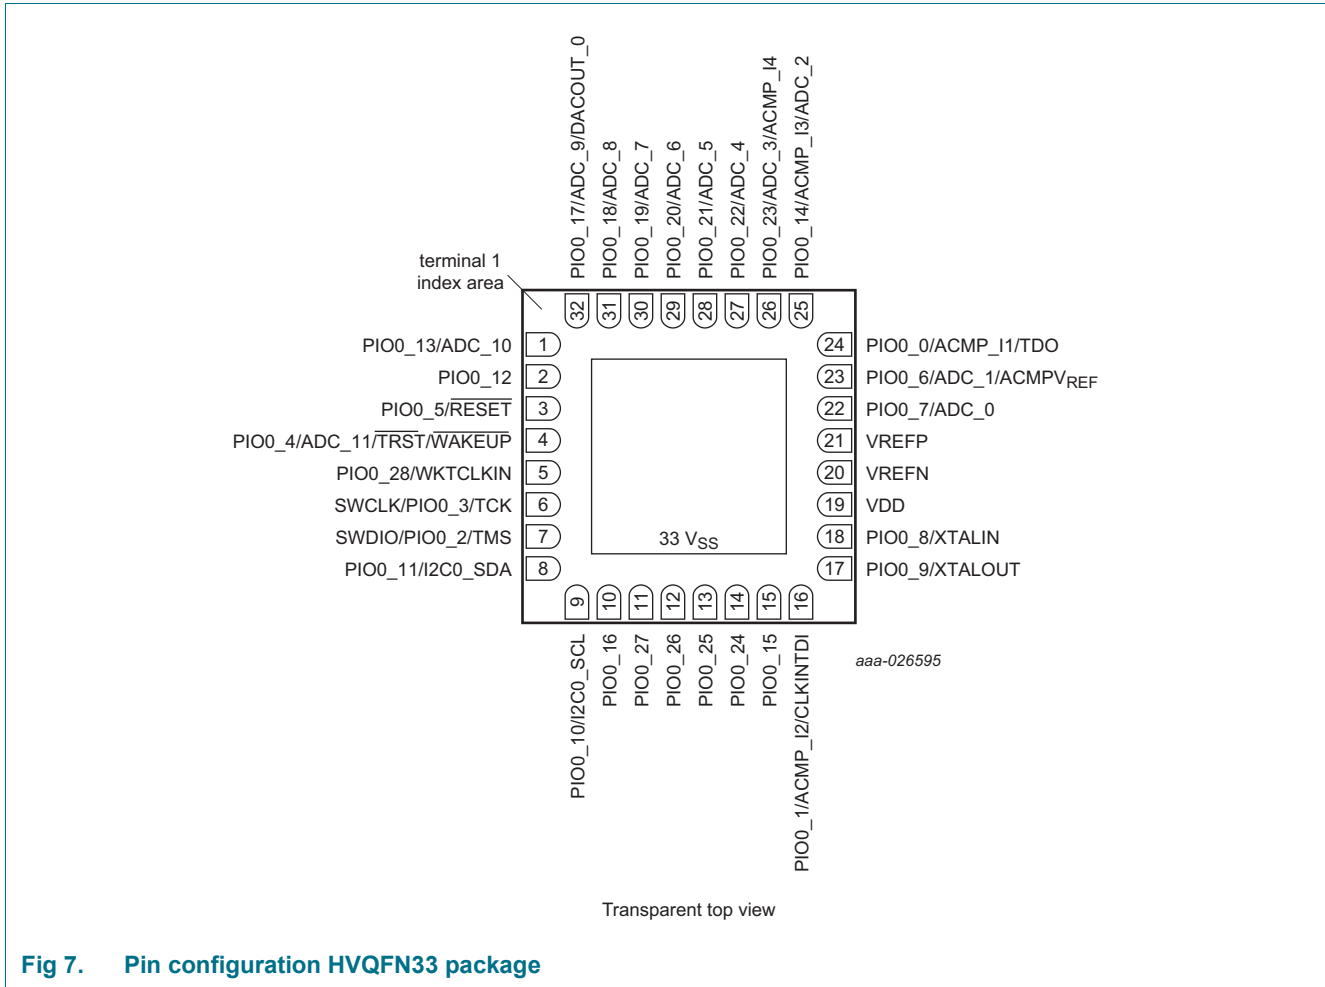 PIO0_17/ADC_9/DACOUT_0
PIO0_18/ADC_8
PIO0_19/ADC_7
PIO0_20/ADC_6
PIO0_21/ADC_5
PIO0_22/ADC_4
PIO0_23/ADC_3/ACMP_I4
PIO0_14/ACMP_I3/ADC_2
terminal 1
index area
32
31
30
29
28
27
26
25
PIO0_13/ADC_10 1
PIO0_12 2
PIO0_5/RESET 3
PIO0_4/ADC_11/TRST/WAKEUP 4
PIO0_28/WKTCLKIN 5
SWCLK/PIO0_3/TCK 6
SWDIO/PIO0_2/TMS 7
PIO0_11/I2C0_SDA 8
24 PIO0_0/ACMP_I1/TDO
23 PIO0_6/ADC_1/ACMPVREF
22 PIO0_7/ADC_0
21 VREFP
20 VREFN
19 VDD
18 PIO0_8/XTALIN
17 PIO0_9/XTALOUT
33 VSS
9
10
11
12
13
14
15
16
PIO0_10/I2C0_SCL
PIO0_16
PIO0_27
PIO0_26
PIO0_25
PIO0_24
PIO0_15
PIO0_1/ACMP_I2/CLKINTDI
aaa-026595
Transparent top view
Fig 7. Pin configuration HVQFN33 package